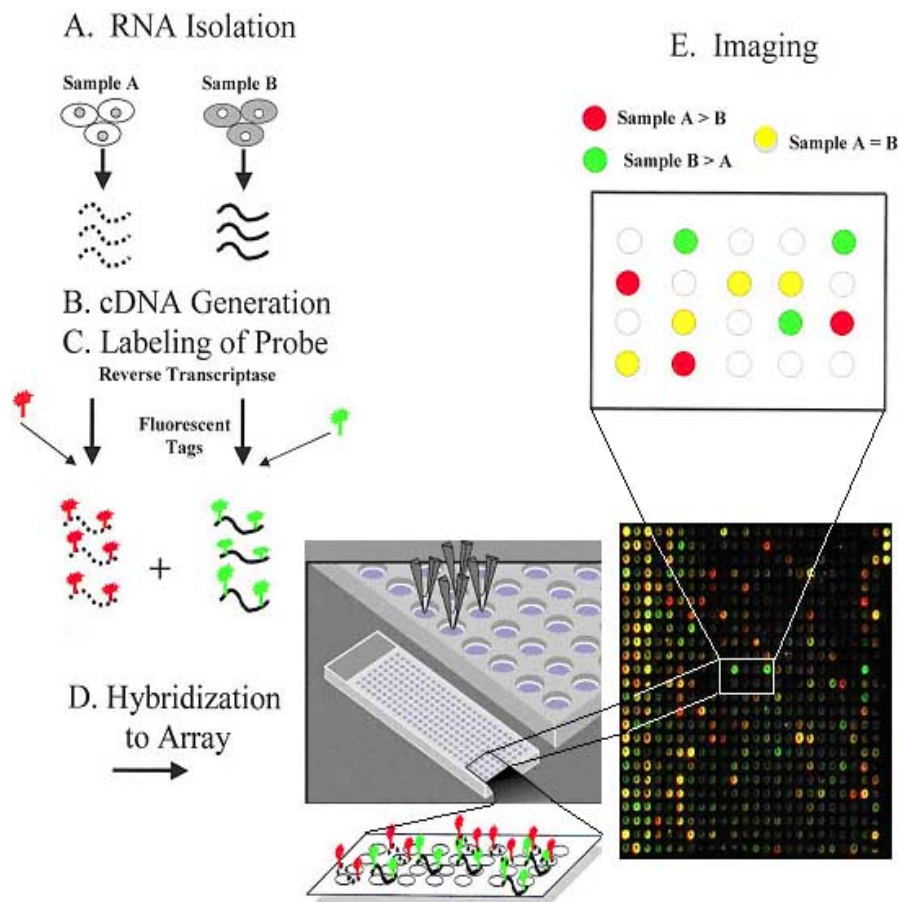 A. RNA Isolation
Sample A
Sample B
B. cDNA Generation
C. Labeling of Probe
Reverse Transcriptase
Fluorescent
Tags
+
D. Hybridization
to Array
E. Imaging
Sample A > B
Sample B > A
Sample A = B